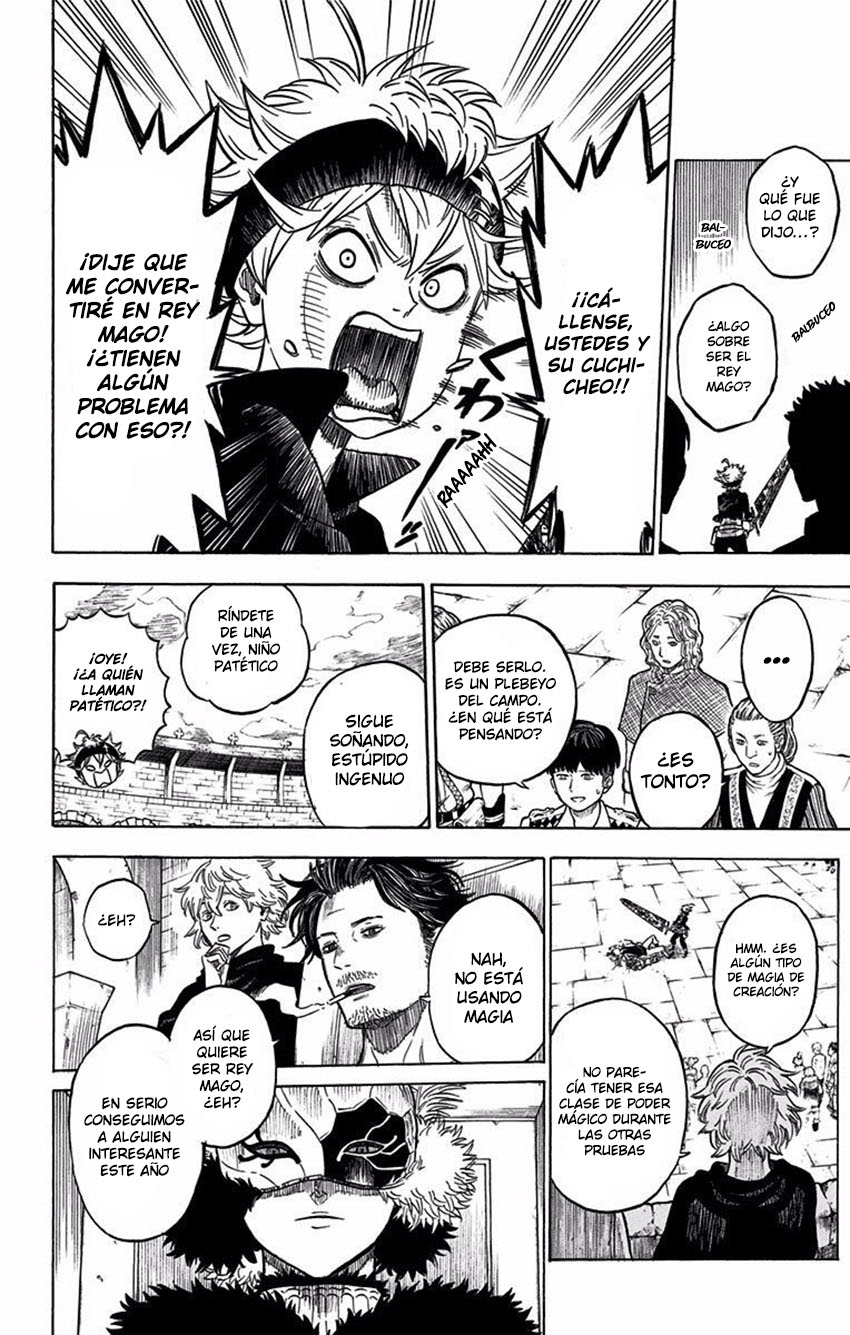 ¿Y
QUÉ FUE
LO QUE
DIJO...?
BAL-
BUCEO
BALBUCEO
¿ALGO
SOBRE
SER EL
REY
MAGO?
¡¡CÁ-
LLENSE,
USTEDES Y
SU CUCHI-
CHEO!!
くわっ
RAAAAAHH
¡DIJE QUE
ME CONVER-
TIRÉ EN REY
MAGO!
¡¿TIENEN
ALGÚN
PROBLEMA
CON ESO?!
...
¿ES
TONTO?
DEBE SERLO.
ES UN PLEBEYO
DEL CAMPO.
¿EN QUÉ ESTÁ
PENSANDO?
SIGUE
SOÑANDO,
ESTÚPIDO
INGENUO
RÍNDETE
DE UNA
VEZ, NIÑO
PATÉTICO
¡OYE!
¡¿A QUIÉN
LLAMAN
PATÉTICO?!
HMM. ¿ES
ALGÚN TIPO
DE MAGIA DE
CREACIÓN?
NO PARE-
CÍA TENER ESA
CLASE DE PODER
MÁGICO DURANTE
LAS OTRAS
PRUEBAS
NAH,
NO ESTÁ
USANDO
MAGIA
¿EH?
ASÍ QUE
QUIERE
SER REY
MAGO,
¿EH?
EN SERIO
CONSEGUIMOS
A ALGUIEN
INTERESANTE
ESTE AÑO